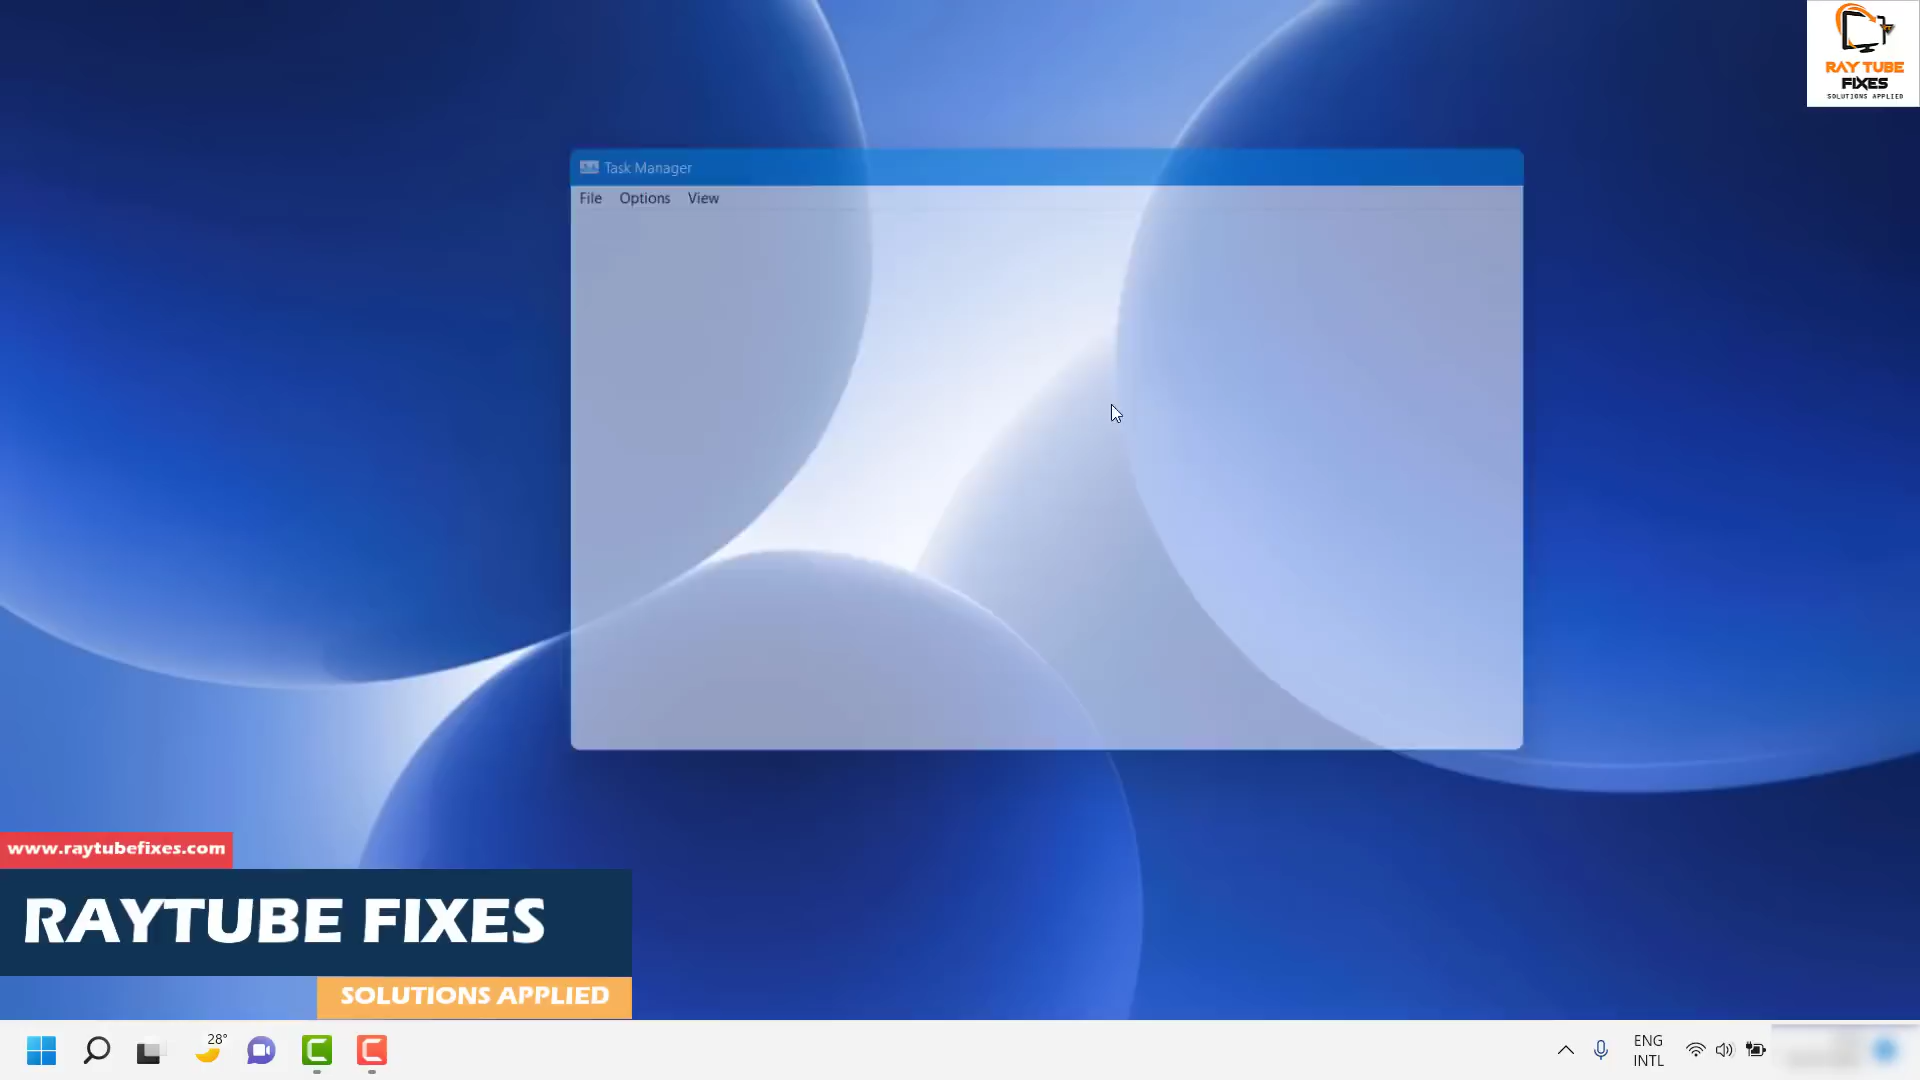 RAY TUBE
FIXES
SOLUTIONS APPLIED
Task Manager
File Options View
www.raytubefixes.com
RAYTUBE FIXES
SOLUTIONS APPLIED
28°
ENG
INTL